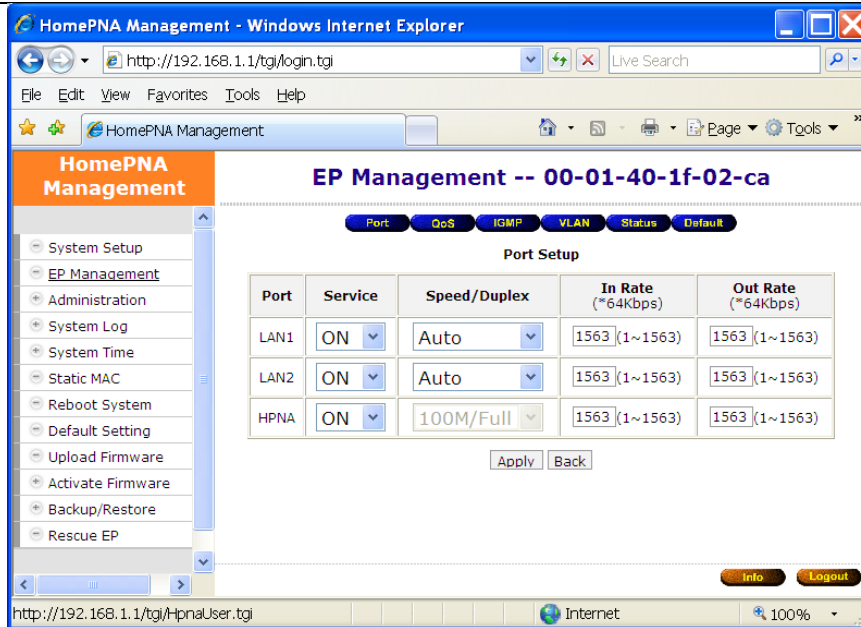 HomePNA Management - Windows Internet Explorer
http://192.168.1.1/tgi/login.tgi
Live Search
File Edit View Favorites Tools Help
HomePNA Management
Page Tools »
HomePNA
Management
System Setup
EP Management
Administration
System Log
System Time
Static MAC
Reboot System
Default Setting
Upload Firmware
Activate Firmware
Backup/Restore
Rescue EP
EP Management -- 00-01-40-1f-02-ca
Port QoS IGMP VLAN Status Default
Port Setup
Port Service Speed/Duplex In Rate (*64Kbps) Out Rate (*64Kbps)
LAN1 ON Auto 1563 (1~1563) 1563 (1~1563)
LAN2 ON Auto 1563 (1~1563) 1563 (1~1563)
HPNA ON 100M/Full 1563 (1~1563) 1563 (1~1563)
Apply Back
Info Logout
http://192.168.1.1/tgi/HpnaUser.tgi Internet 100%